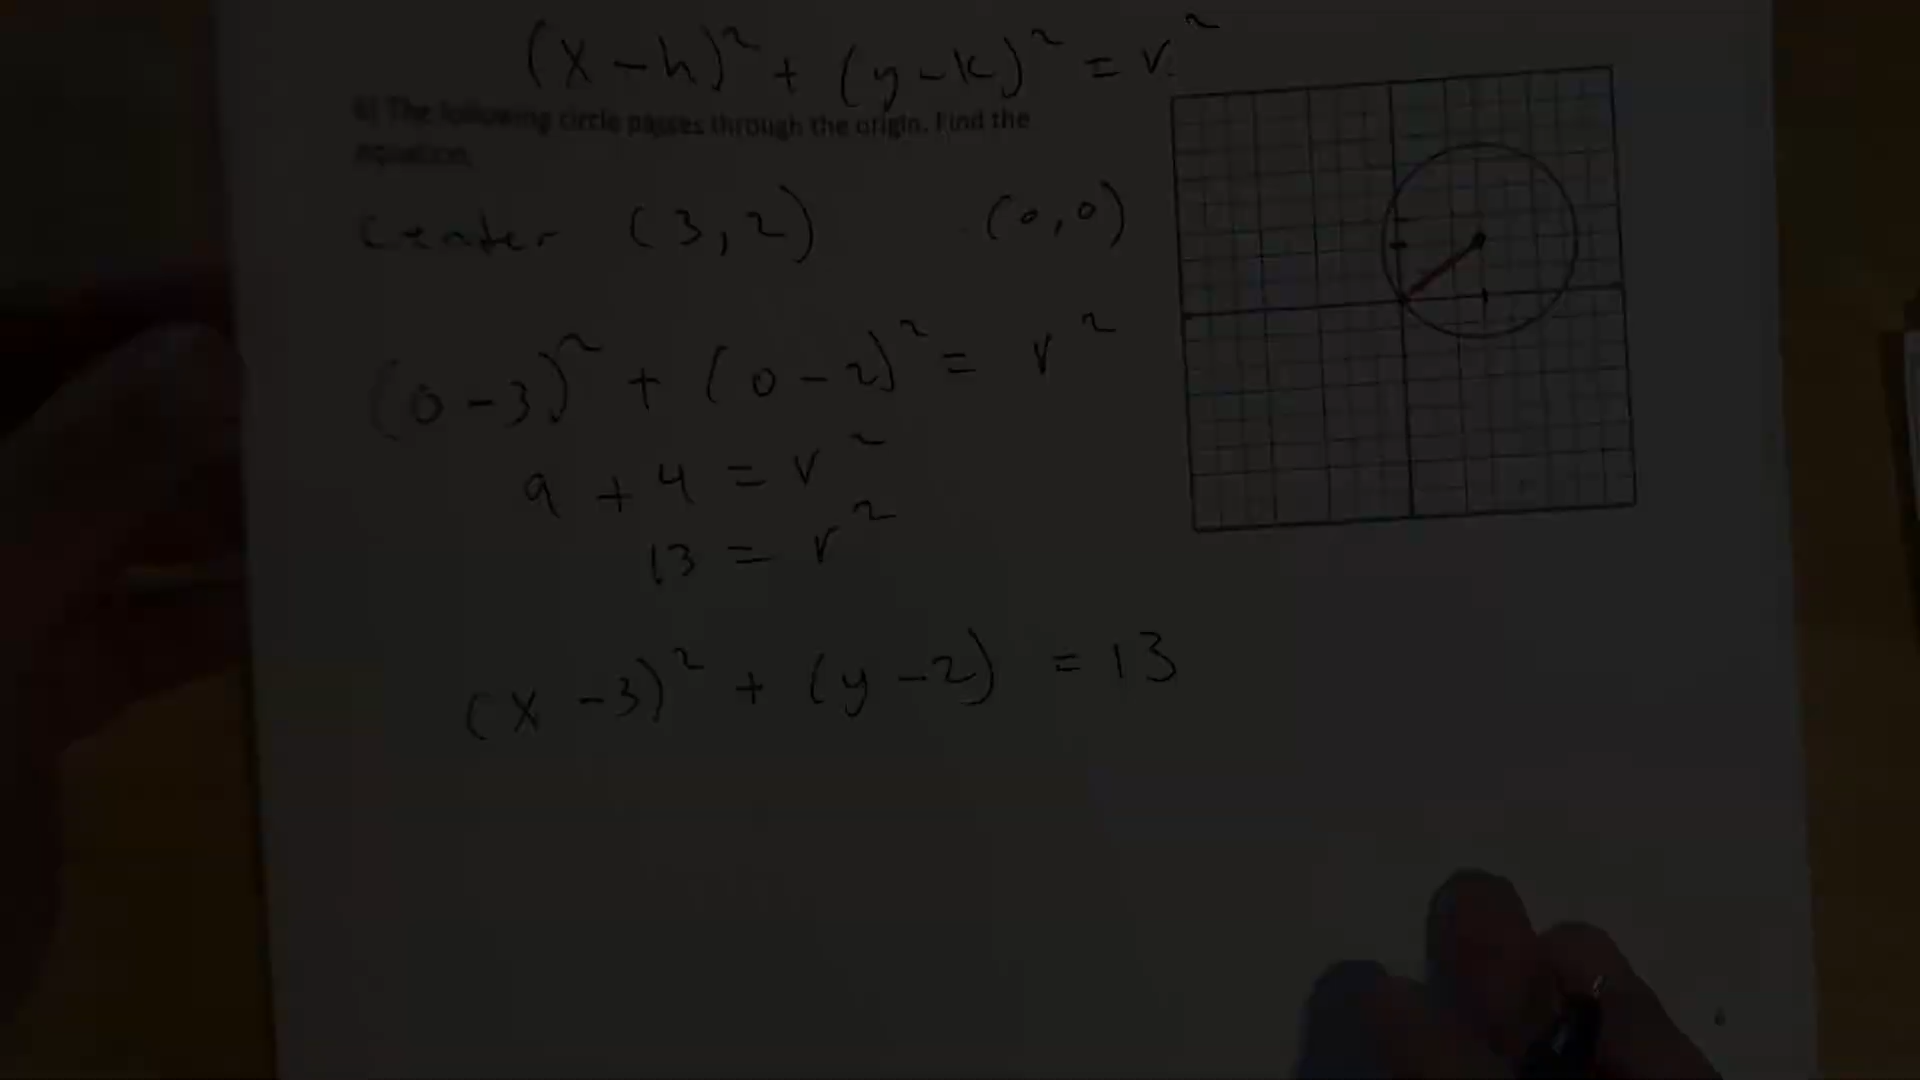 (x-h)² + (y-k)² = r²
b) The following circle passes through the origin. Find the
equation.
Center (3,2) (0,0)
(0-3)² + (0-2)² = r²
9 + 4 = r²
13 = r²
(x-3)² + (y-2) = 13